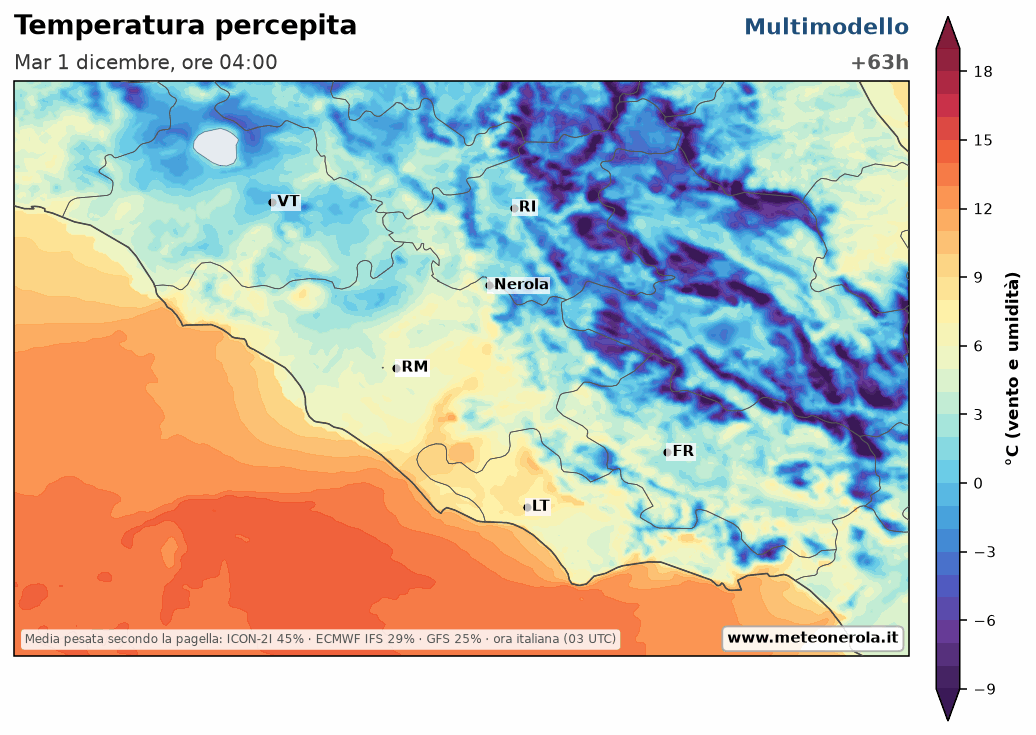 Temperatura percepita
Multimodello
Mar 1 dicembre, ore 04:00
+63h
18
15
12
9
6
3
0
−3
−6
−9
°C (vento e umidità)
VT
RI
Nerola
RM
FR
LT
Media pesata secondo la pagella: ICON-2I 45% · ECMWF IFS 29% · GFS 25% · ora italiana (03 UTC)
www.meteonerola.it